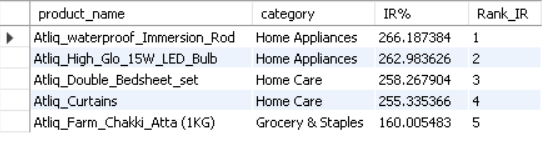 product_name category IR% Rank_IR
Atliq_waterproof_Immersion_Rod Home Appliances 266.187384 1
Atliq_High_Glo_15W_LED_Bulb Home Appliances 262.983626 2
Atliq_Double_Bedsheet_set Home Care 258.267904 3
Atliq_Curtains Home Care 255.335366 4
Atliq_Farm_Chakki_Atta (1KG) Grocery & Staples 160.005483 5